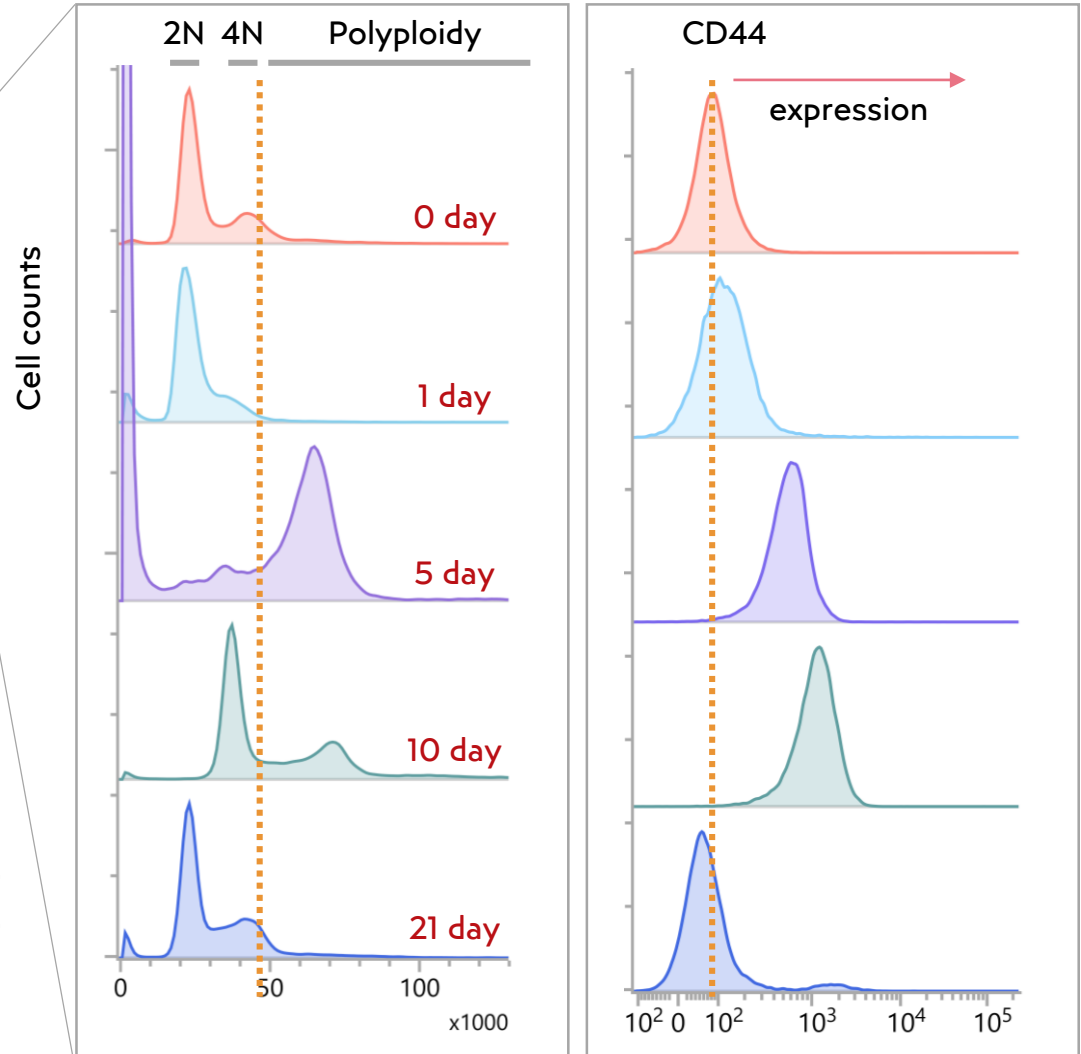 2N 4N Polyploidy
Cell counts
0 day
1 day
5 day
10 day
21 day
0 50 100
x1000
CD44
expression
10² 0 10² 10³ 10⁴ 10⁵